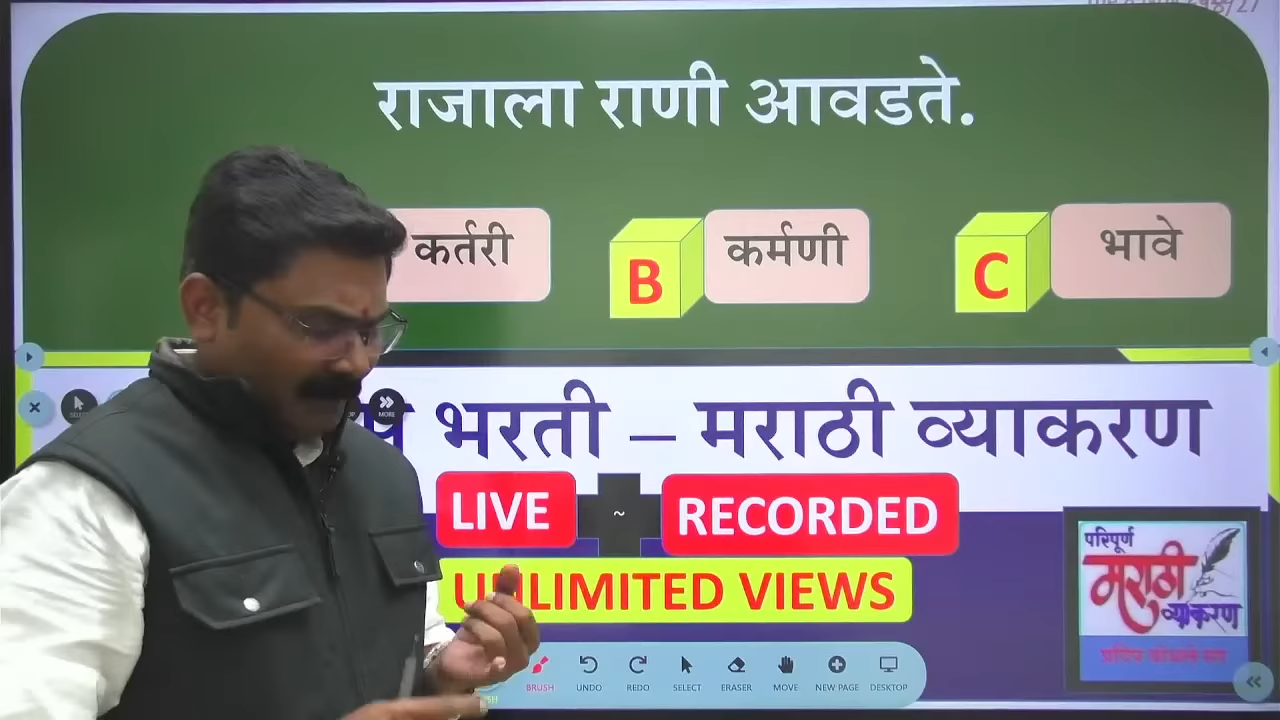 राजाला राणी आवडते.
कर्तरी
B
कर्मणी
C
भावे
भरती – मराठी व्याकरण
MORE
LIVE
~
RECORDED
UNLIMITED VIEWS
परिपूर्ण
मराठी
व्याकरण
BRUSH
UNDO
REDO
SELECT
ERASER
MOVE
NEW PAGE
DESKTOP